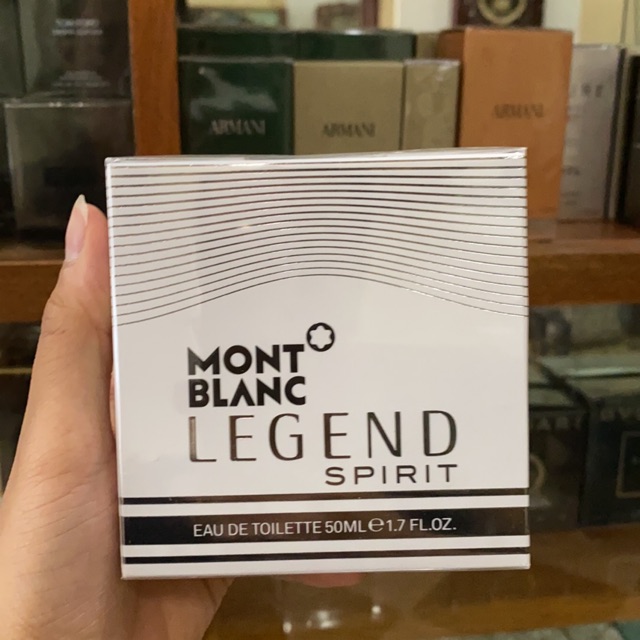 ARMANI
ARMANI
ARMANI
MONT
BLANC
LEGEND
SPIRIT
EAU DE TOILETTE 50ML ℮ 1.7 FL.OZ.